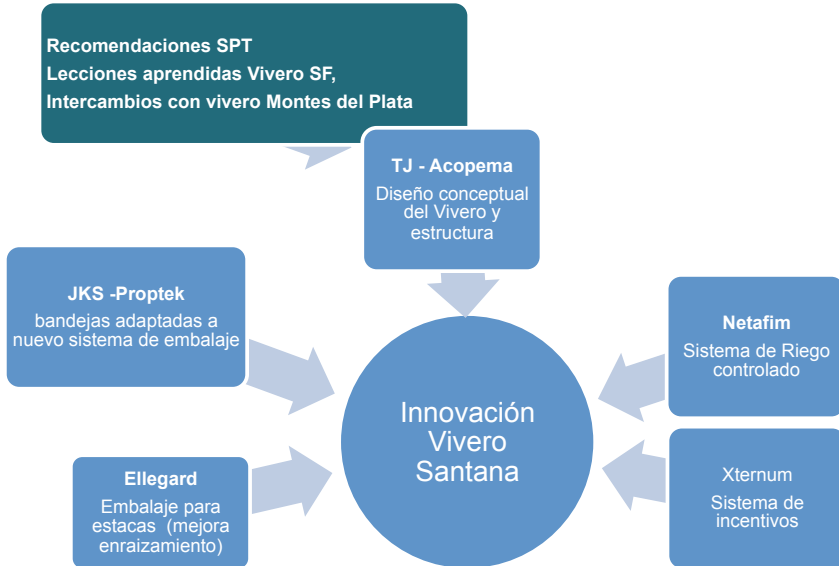 Recomendaciones SPT
Lecciones aprendidas Vivero SF,
Intercambios con vivero Montes del Plata
TJ - Acopema
Diseño conceptual
del Vivero y
estructura
JKS -Proptek
bandejas adaptadas a
nuevo sistema de embalaje
Netafim
Sistema de Riego
controlado
Innovación
Vivero
Santana
Ellegard
Embalaje para
estacas (mejora
enraizamiento)
Xternum
Sistema de
incentivos